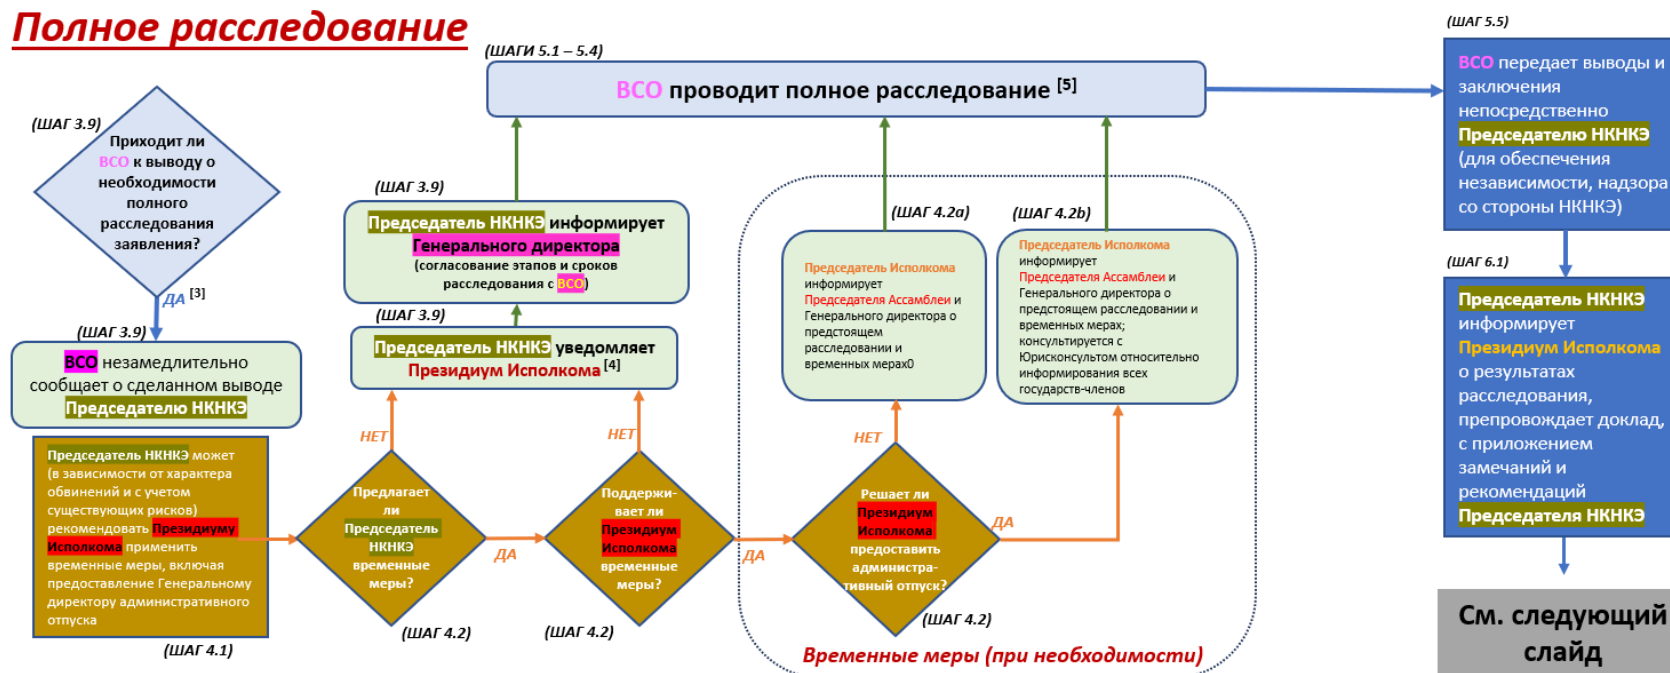 Полное расследование
(ШАГ 3.9)
Приходит ли
ВСО к выводу о
необходимости
полного
расследования
заявления?
ДА [3]
(ШАГ 3.9)
ВСО незамедлительно
сообщает о сделанном выводе
Председателю НКНКЭ
Председатель НКНКЭ может
(в зависимости от характера
обвинений и с учетом
существующих рисков)
рекомендовать Президиуму
Исполкома применить
временные меры, включая
предоставление Генеральному
директору административного
отпуска
(ШАГ 4.1)
Предлагает
ли
Председатель
НКНКЭ
временные
меры?
(ШАГ 4.2)
НЕТ
ДА
Поддержи-
вает ли
Президиум
Исполкома
временные
меры?
(ШАГ 4.2)
НЕТ
ДА
(ШАГ 3.9)
Председатель НКНКЭ уведомляет
Президиум Исполкома [4]
(ШАГ 3.9)
Председатель НКНКЭ информирует
Генерального директора
(согласование этапов и сроков
расследования с ВСО)
(ШАГИ 5.1 – 5.4)
ВСО проводит полное расследование [5]
Решает ли
Президиум
Исполкома
предоставить
администра-
тивный отпуск?
(ШАГ 4.2)
НЕТ
ДА
(ШАГ 4.2a)
Председатель Исполкома
информирует
Председателя Ассамблеи и
Генерального директора о
предстоящем
расследовании и
временных мерах0
(ШАГ 4.2b)
Председатель Исполкома
информирует
Председателя Ассамблеи и
Генерального директора о
предстоящем расследовании и
временных мерах;
консультируется с
Юрисконсультом относительно
информирования всех
государств-членов
Временные меры (при необходимости)
(ШАГ 5.5)
ВСО передает выводы и
заключения
непосредственно
Председателю НКНКЭ
(для обеспечения
независимости, надзора
со стороны НКНКЭ)
(ШАГ 6.1)
Председатель НКНКЭ
информирует
Президиум Исполкома
о результатах
расследования,
препровождает доклад,
с приложением
замечаний и
рекомендаций
Председателя НКНКЭ
См. следующий
слайд